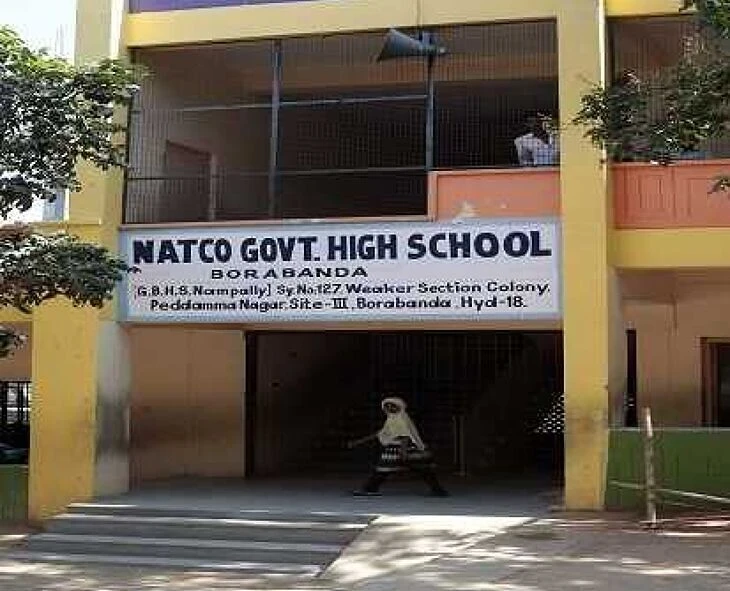 NATCO GOVT. HIGH SCHOOL
BORABANDA
[G.B.H.S. Nampally] Sy.No.127, Weaker Section Colony,
Peddamma Nagar, Site-III, Borabanda, Hyd-18.